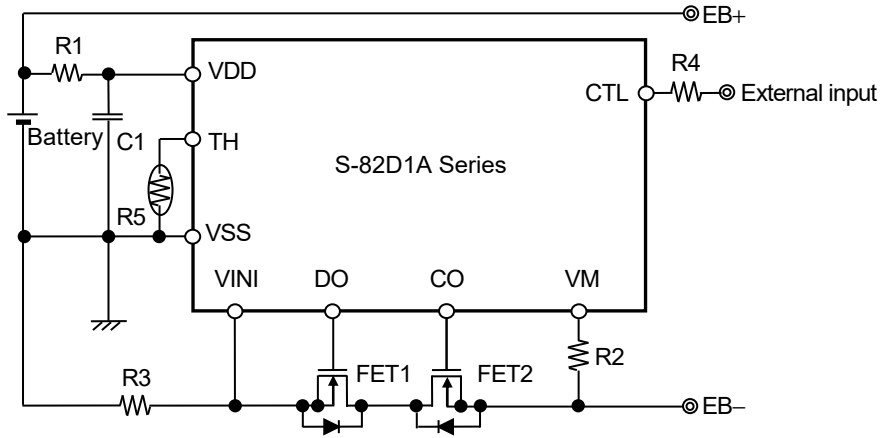 EB+
R1
VDD
R4
CTL
External input
Battery
C1
TH
S-82D1A Series
R5
VSS
VINI
DO
CO
VM
FET1
FET2
R2
R3
EB−